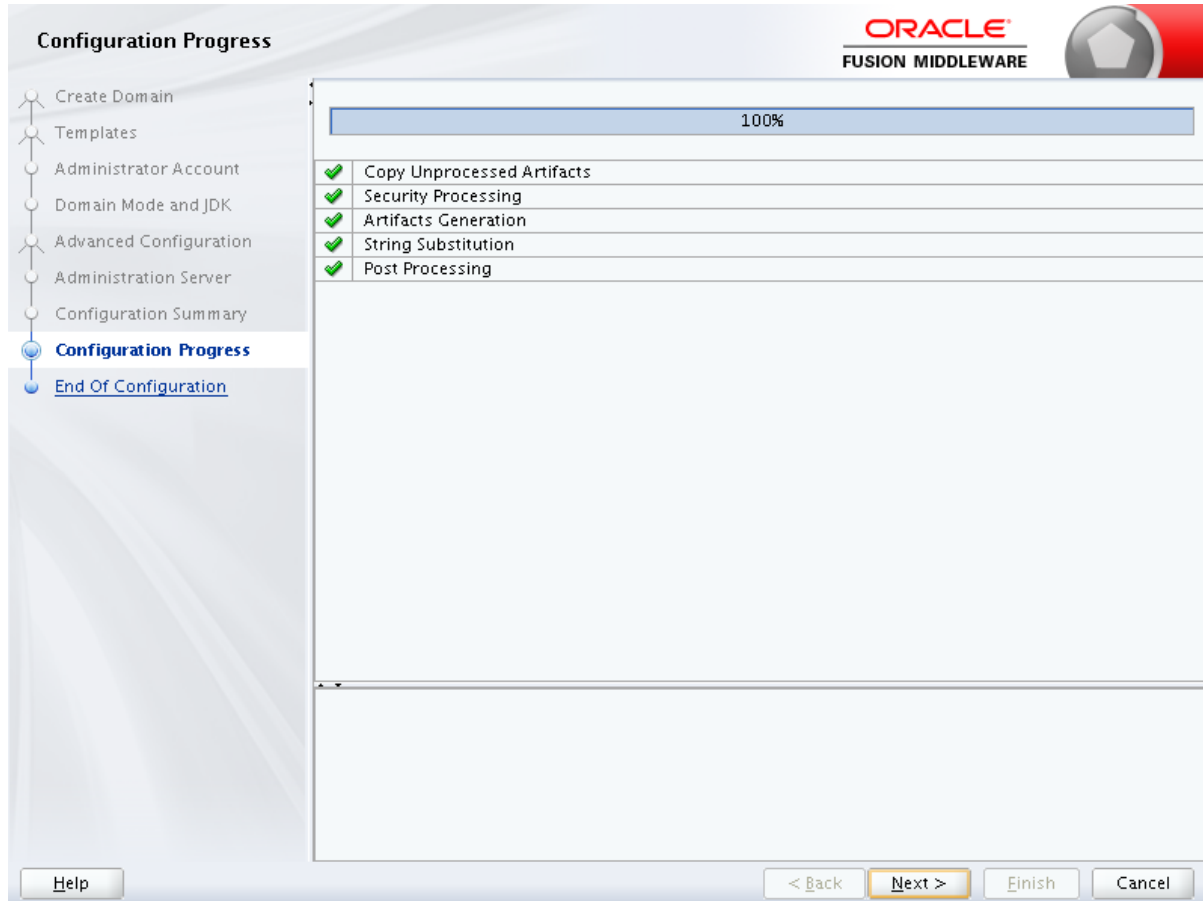 Configuration Progress
ORACLE
FUSION MIDDLEWARE
Create Domain
Templates
Administrator Account
Domain Mode and JDK
Advanced Configuration
Administration Server
Configuration Summary
Configuration Progress
End Of Configuration
100%
Copy Unprocessed Artifacts
Security Processing
Artifacts Generation
String Substitution
Post Processing
Help
< Back
Next >
Finish
Cancel